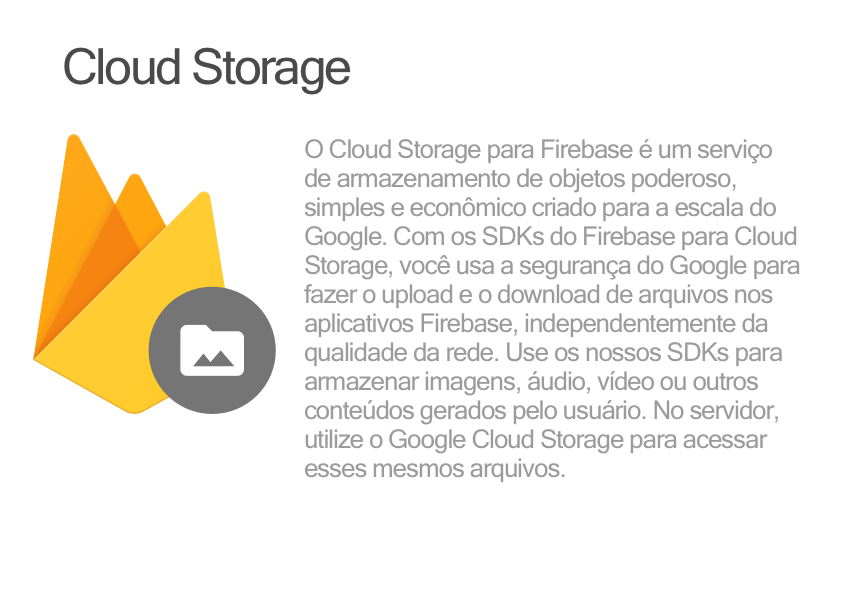 Cloud Storage
O Cloud Storage para Firebase é um serviço
de armazenamento de objetos poderoso,
simples e econômico criado para a escala do
Google. Com os SDKs do Firebase para Cloud
Storage, você usa a segurança do Google para
fazer o upload e o download de arquivos nos
aplicativos Firebase, independentemente da
qualidade da rede. Use os nossos SDKs para
armazenar imagens, áudio, vídeo ou outros
conteúdos gerados pelo usuário. No servidor,
utilize o Google Cloud Storage para acessar
esses mesmos arquivos.